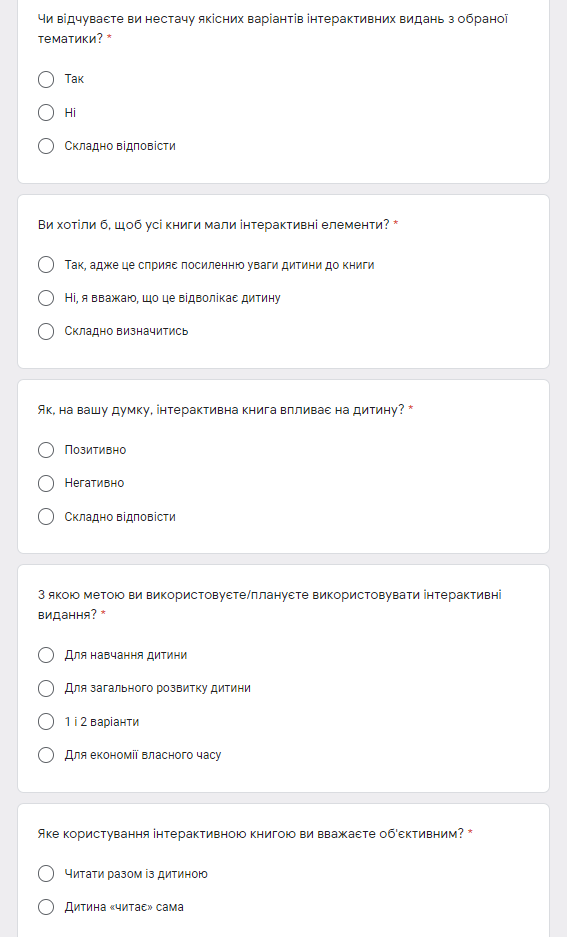 Чи відчуваєте ви нестачу якісних варіантів інтерактивних видань з обраної
тематики? *
Так
Ні
Складно відповісти
Ви хотіли б, щоб усі книги мали інтерактивні елементи? *
Так, адже це сприяє посиленню уваги дитини до книги
Ні, я вважаю, що це відволікає дитину
Складно визначитись
Як, на вашу думку, інтерактивна книга впливає на дитину? *
Позитивно
Негативно
Складно відповісти
З якою метою ви використовуєте/плануєте використовувати інтерактивні
видання? *
Для навчання дитини
Для загального розвитку дитини
1 і 2 варіанти
Для економії власного часу
Яке користування інтерактивною книгою ви вважаєте об'єктивним? *
Читати разом із дитиною
Дитина «читає» сама